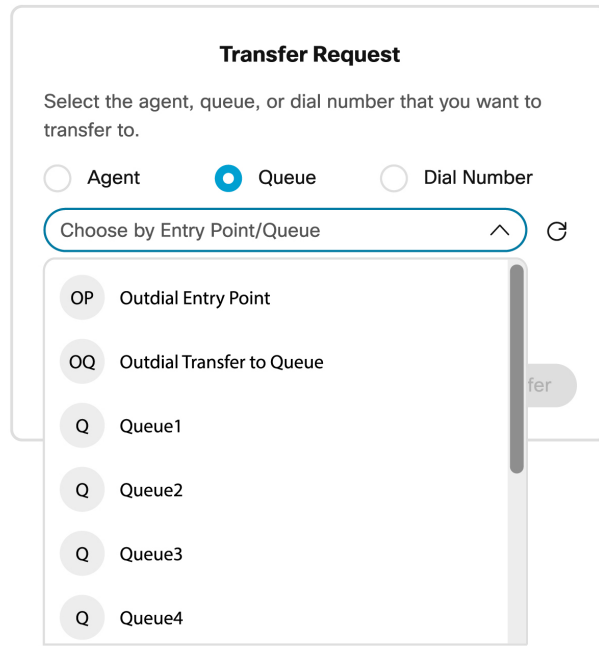 Transfer Request
Select the agent, queue, or dial number that you want to
transfer to.
Agent Queue Dial Number
Choose by Entry Point/Queue
OP Outdial Entry Point
OQ Outdial Transfer to Queue
fer
Q Queue1
Q Queue2
Q Queue3
Q Queue4